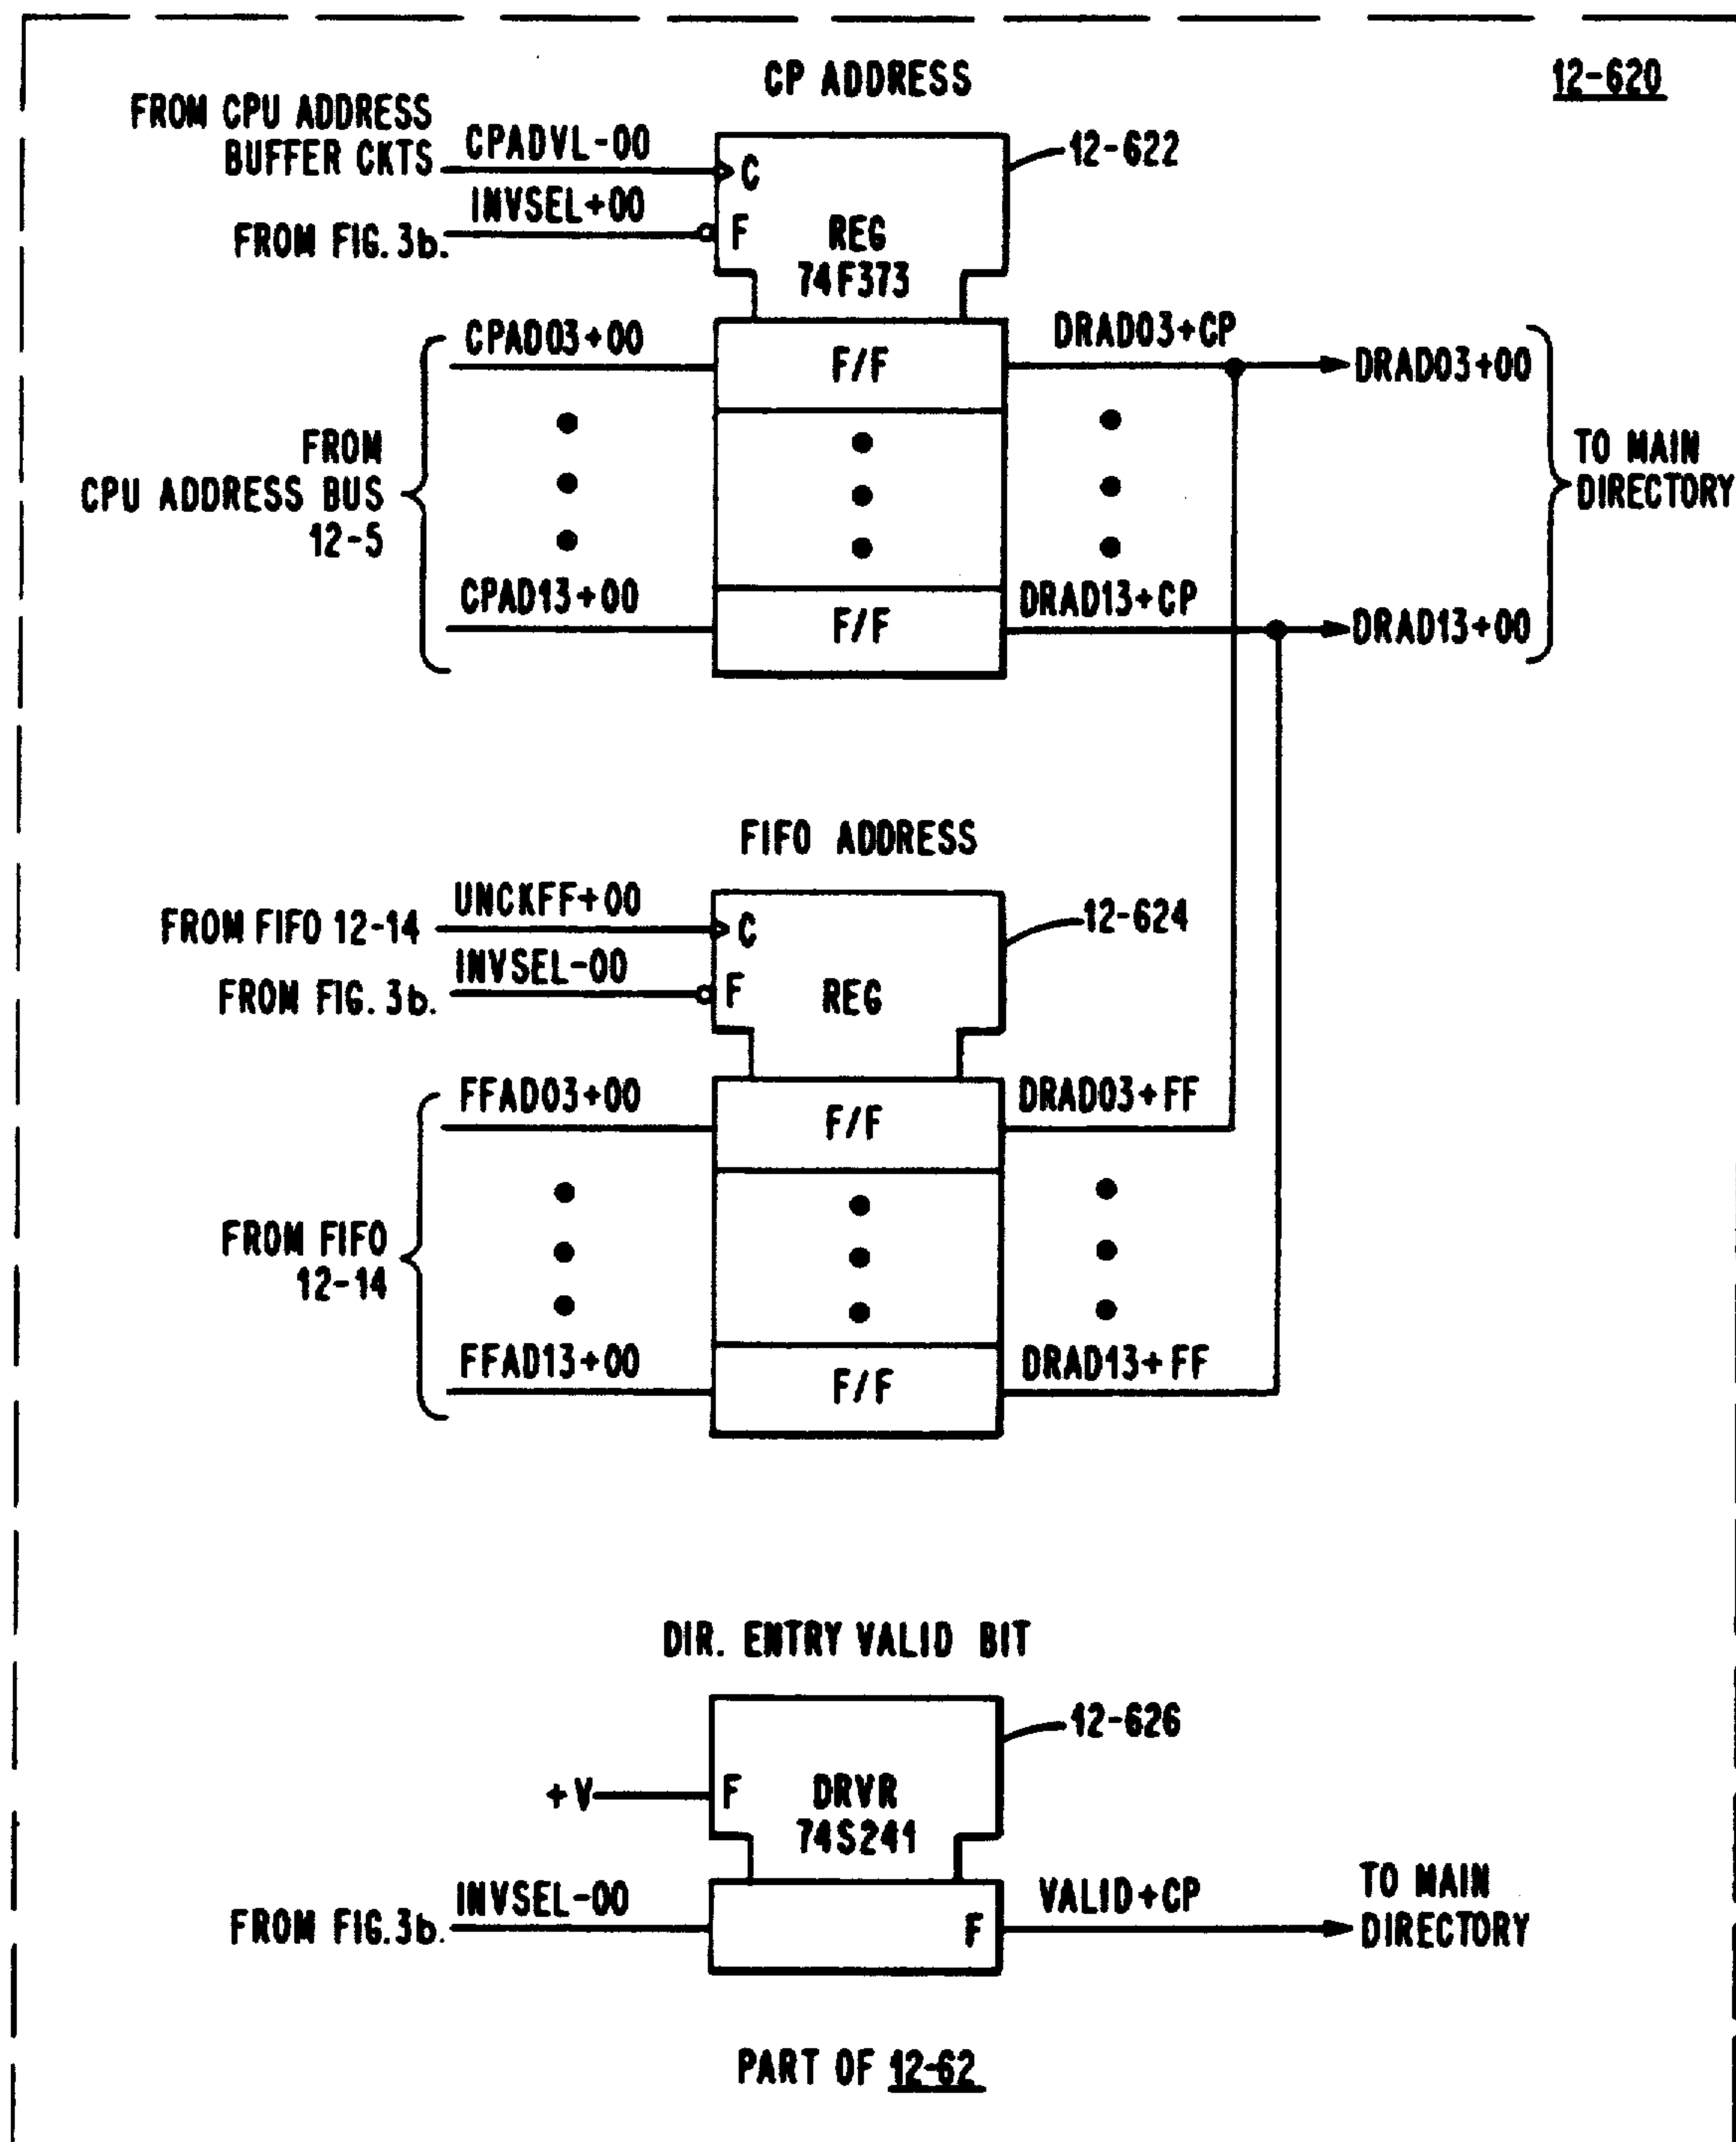 12-620
CP ADDRESS
FROM CPU ADDRESS
BUFFER CKTS
CPADVL-00
C
12-622
INVSEL+00
FROM FIG. 3b.
F
REG
74F373
CPAD03+00
F/F
DRAD03+CP
DRAD03+00
FROM
CPU ADDRESS BUS
12-5
TO MAIN
DIRECTORY
CPAD13+00
F/F
DRAD13+CP
DRAD13+00
FIFO ADDRESS
FROM FIFO 12-14
UNCKFF+00
C
12-624
INVSEL-00
FROM FIG. 3b.
F
REG
FFAD03+00
F/F
DRAD03+FF
FROM FIFO
12-14
FFAD13+00
F/F
DRAD13+FF
DIR. ENTRY VALID BIT
12-626
+V
F
DRVR
74S241
FROM FIG.3b.
INVSEL-00
F
VALID+CP
TO MAIN
DIRECTORY
PART OF 12-62